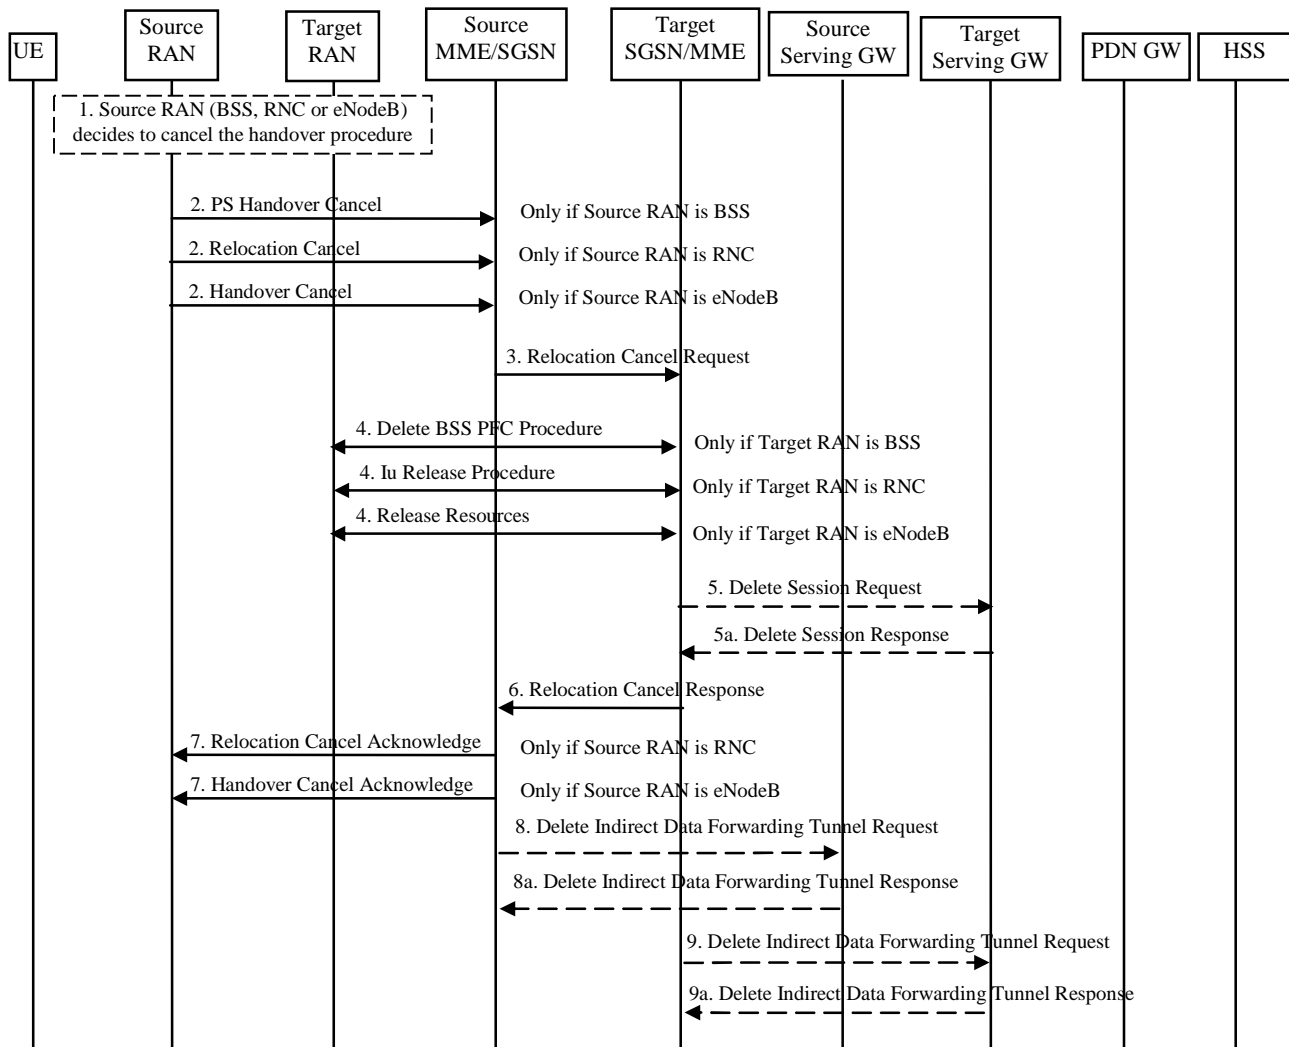 UE
Source
RAN
Target
RAN
Source
MME/SGSN
Target
SGSN/MME
Source
Serving GW
Target
Serving GW
PDN GW
HSS
1. Source RAN (BSS, RNC or eNodeB)
decides to cancel the handover procedure
2. PS Handover Cancel
Only if Source RAN is BSS
2. Relocation Cancel
Only if Source RAN is RNC
2. Handover Cancel
Only if Source RAN is eNodeB
3. Relocation Cancel Request
4. Delete BSS PFC Procedure
Only if Target RAN is BSS
4. Iu Release Procedure
Only if Target RAN is RNC
4. Release Resources
Only if Target RAN is eNodeB
5. Delete Session Request
5a. Delete Session Response
6. Relocation Cancel Response
7. Relocation Cancel Acknowledge
Only if Source RAN is RNC
7. Handover Cancel Acknowledge
Only if Source RAN is eNodeB
8. Delete Indirect Data Forwarding Tunnel Request
8a. Delete Indirect Data Forwarding Tunnel Response
9. Delete Indirect Data Forwarding Tunnel Request
9a. Delete Indirect Data Forwarding Tunnel Response